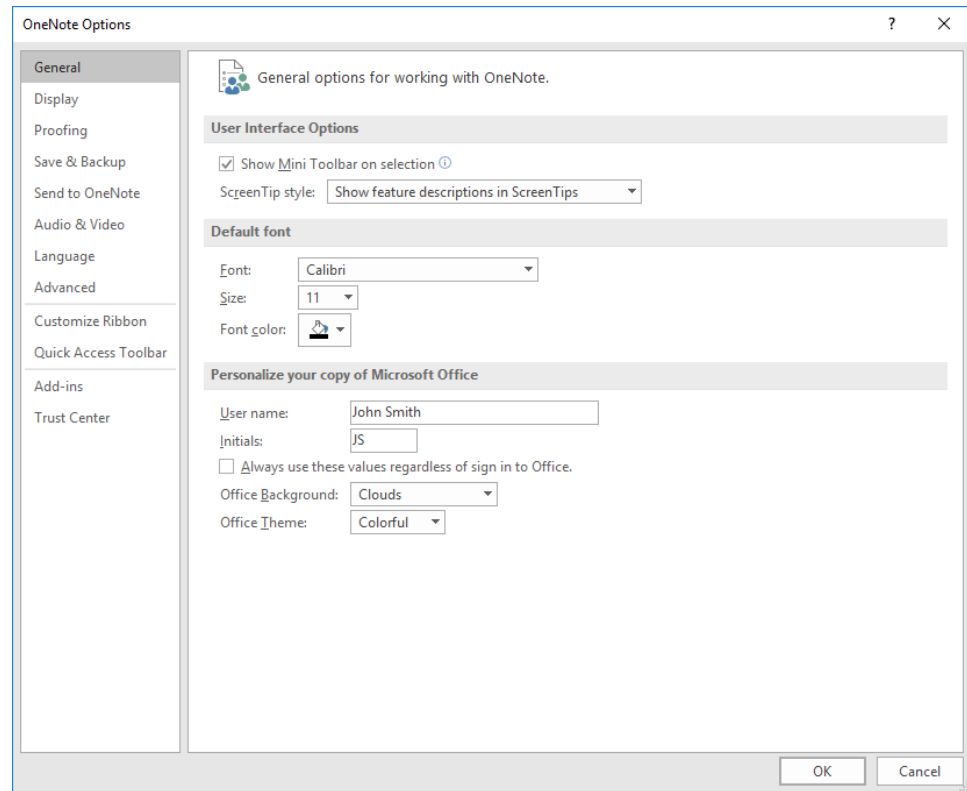 OneNote Options
?
General
Display
Proofing
Save & Backup
Send to OneNote
Audio & Video
Language
Advanced
Customize Ribbon
Quick Access Toolbar
Add-ins
Trust Center
General options for working with OneNote.
User Interface Options
Show Mini Toolbar on selection
ScreenTip style: Show feature descriptions in ScreenTips
Default font
Font: Calibri
Size: 11
Font color:
Personalize your copy of Microsoft Office
User name: John Smith
Initials: JS
Always use these values regardless of sign in to Office.
Office Background: Clouds
Office Theme: Colorful
OK Cancel